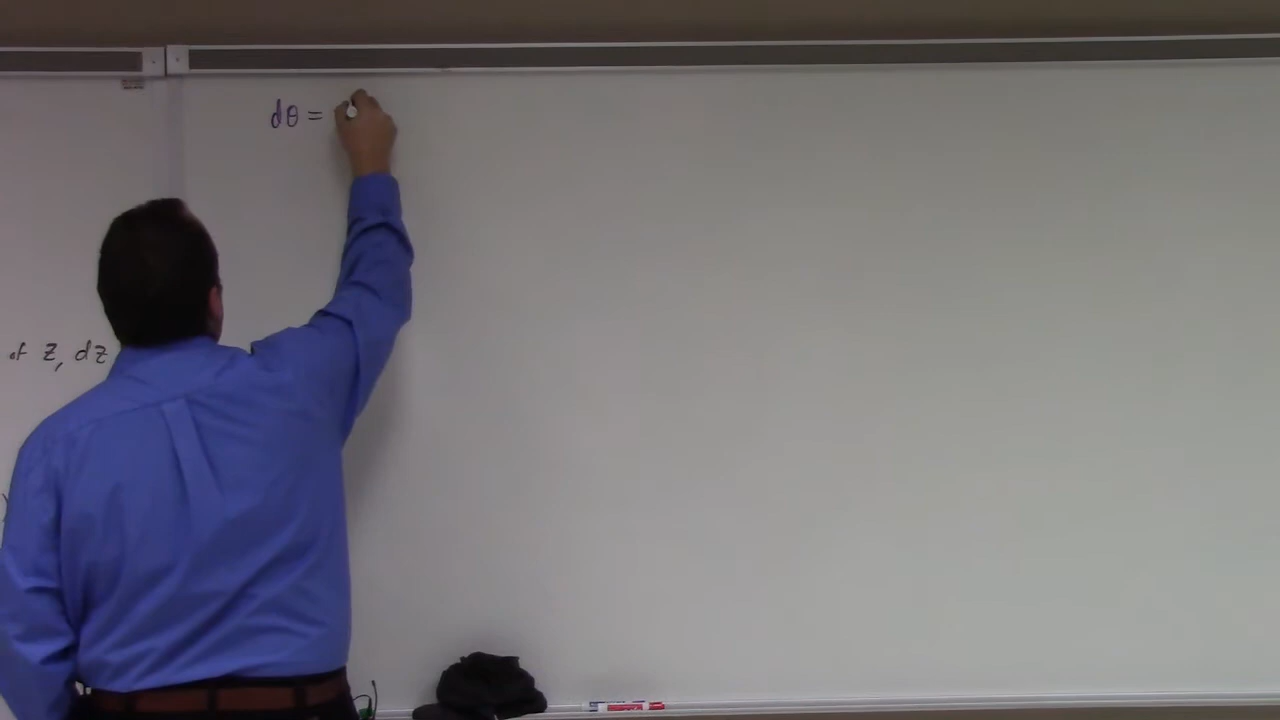 dθ =
of z, dz